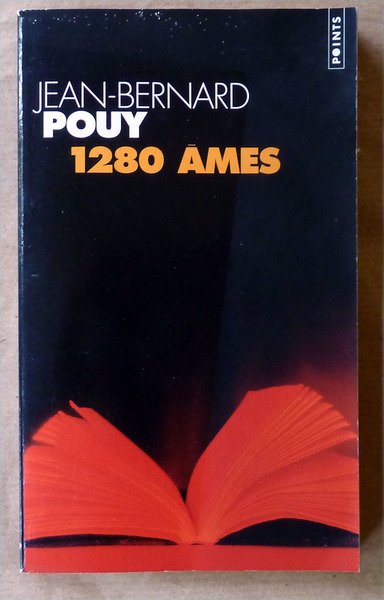 POINTS
JEAN-BERNARD
POUY
1280 ÂMES